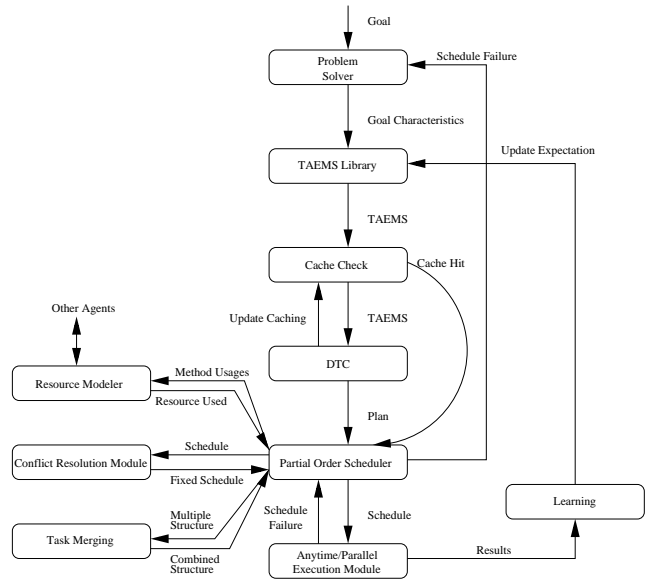 Goal
Problem
Solver
Schedule Failure
Goal Characteristics
Update Expectation
TAEMS Library
TAEMS
Cache Check
Cache Hit
Other Agents
Update Caching
TAEMS
Method Usages
DTC
Resource Modeler
Resource Used
Plan
Schedule
Conflict Resolution Module
Partial Order Scheduler
Fixed Schedule
Learning
Multiple
Structure
Schedule
Failure
Schedule
Task Merging
Combined
Structure
Anytime/Parallel
Execution Module
Results